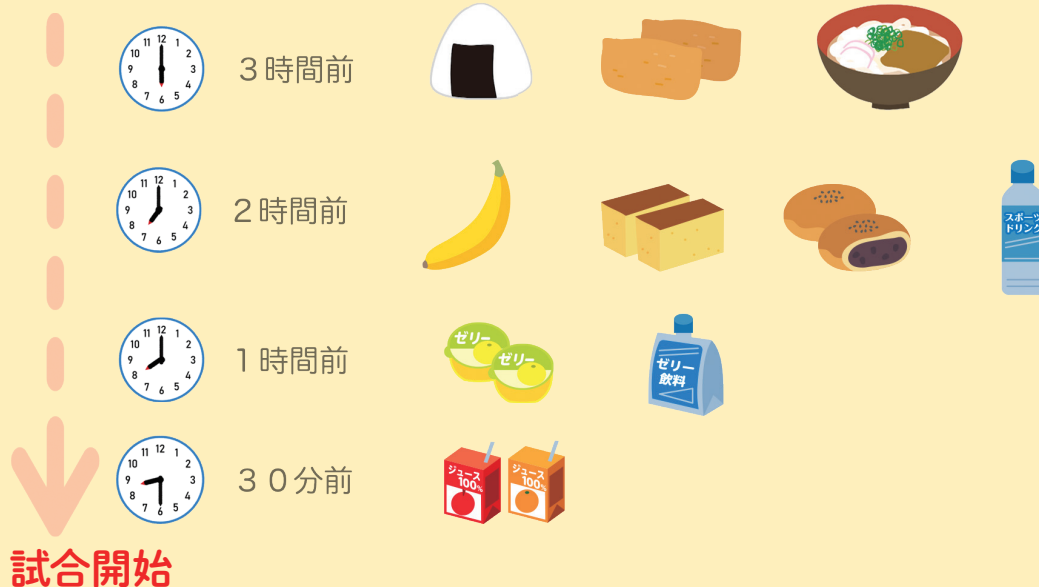 ３時間前
２時間前
スポーツ
ドリンク
１時間前
ゼリー
ゼリー
ゼリー
飲料
３０分前
ジュース
100%
ジュース
100%
試合開始